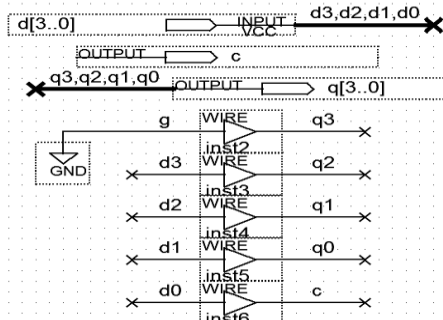 d[3..0] INPUT VCC d3,d2,d1,d0
OUTPUT c
q3,q2,q1,q0 OUTPUT q[3..0]
g WIRE q3
inst2
GND
d3 WIRE q2
inst3
d2 WIRE q1
inst4
d1 WIRE q0
inst5
d0 WIRE c
inst6